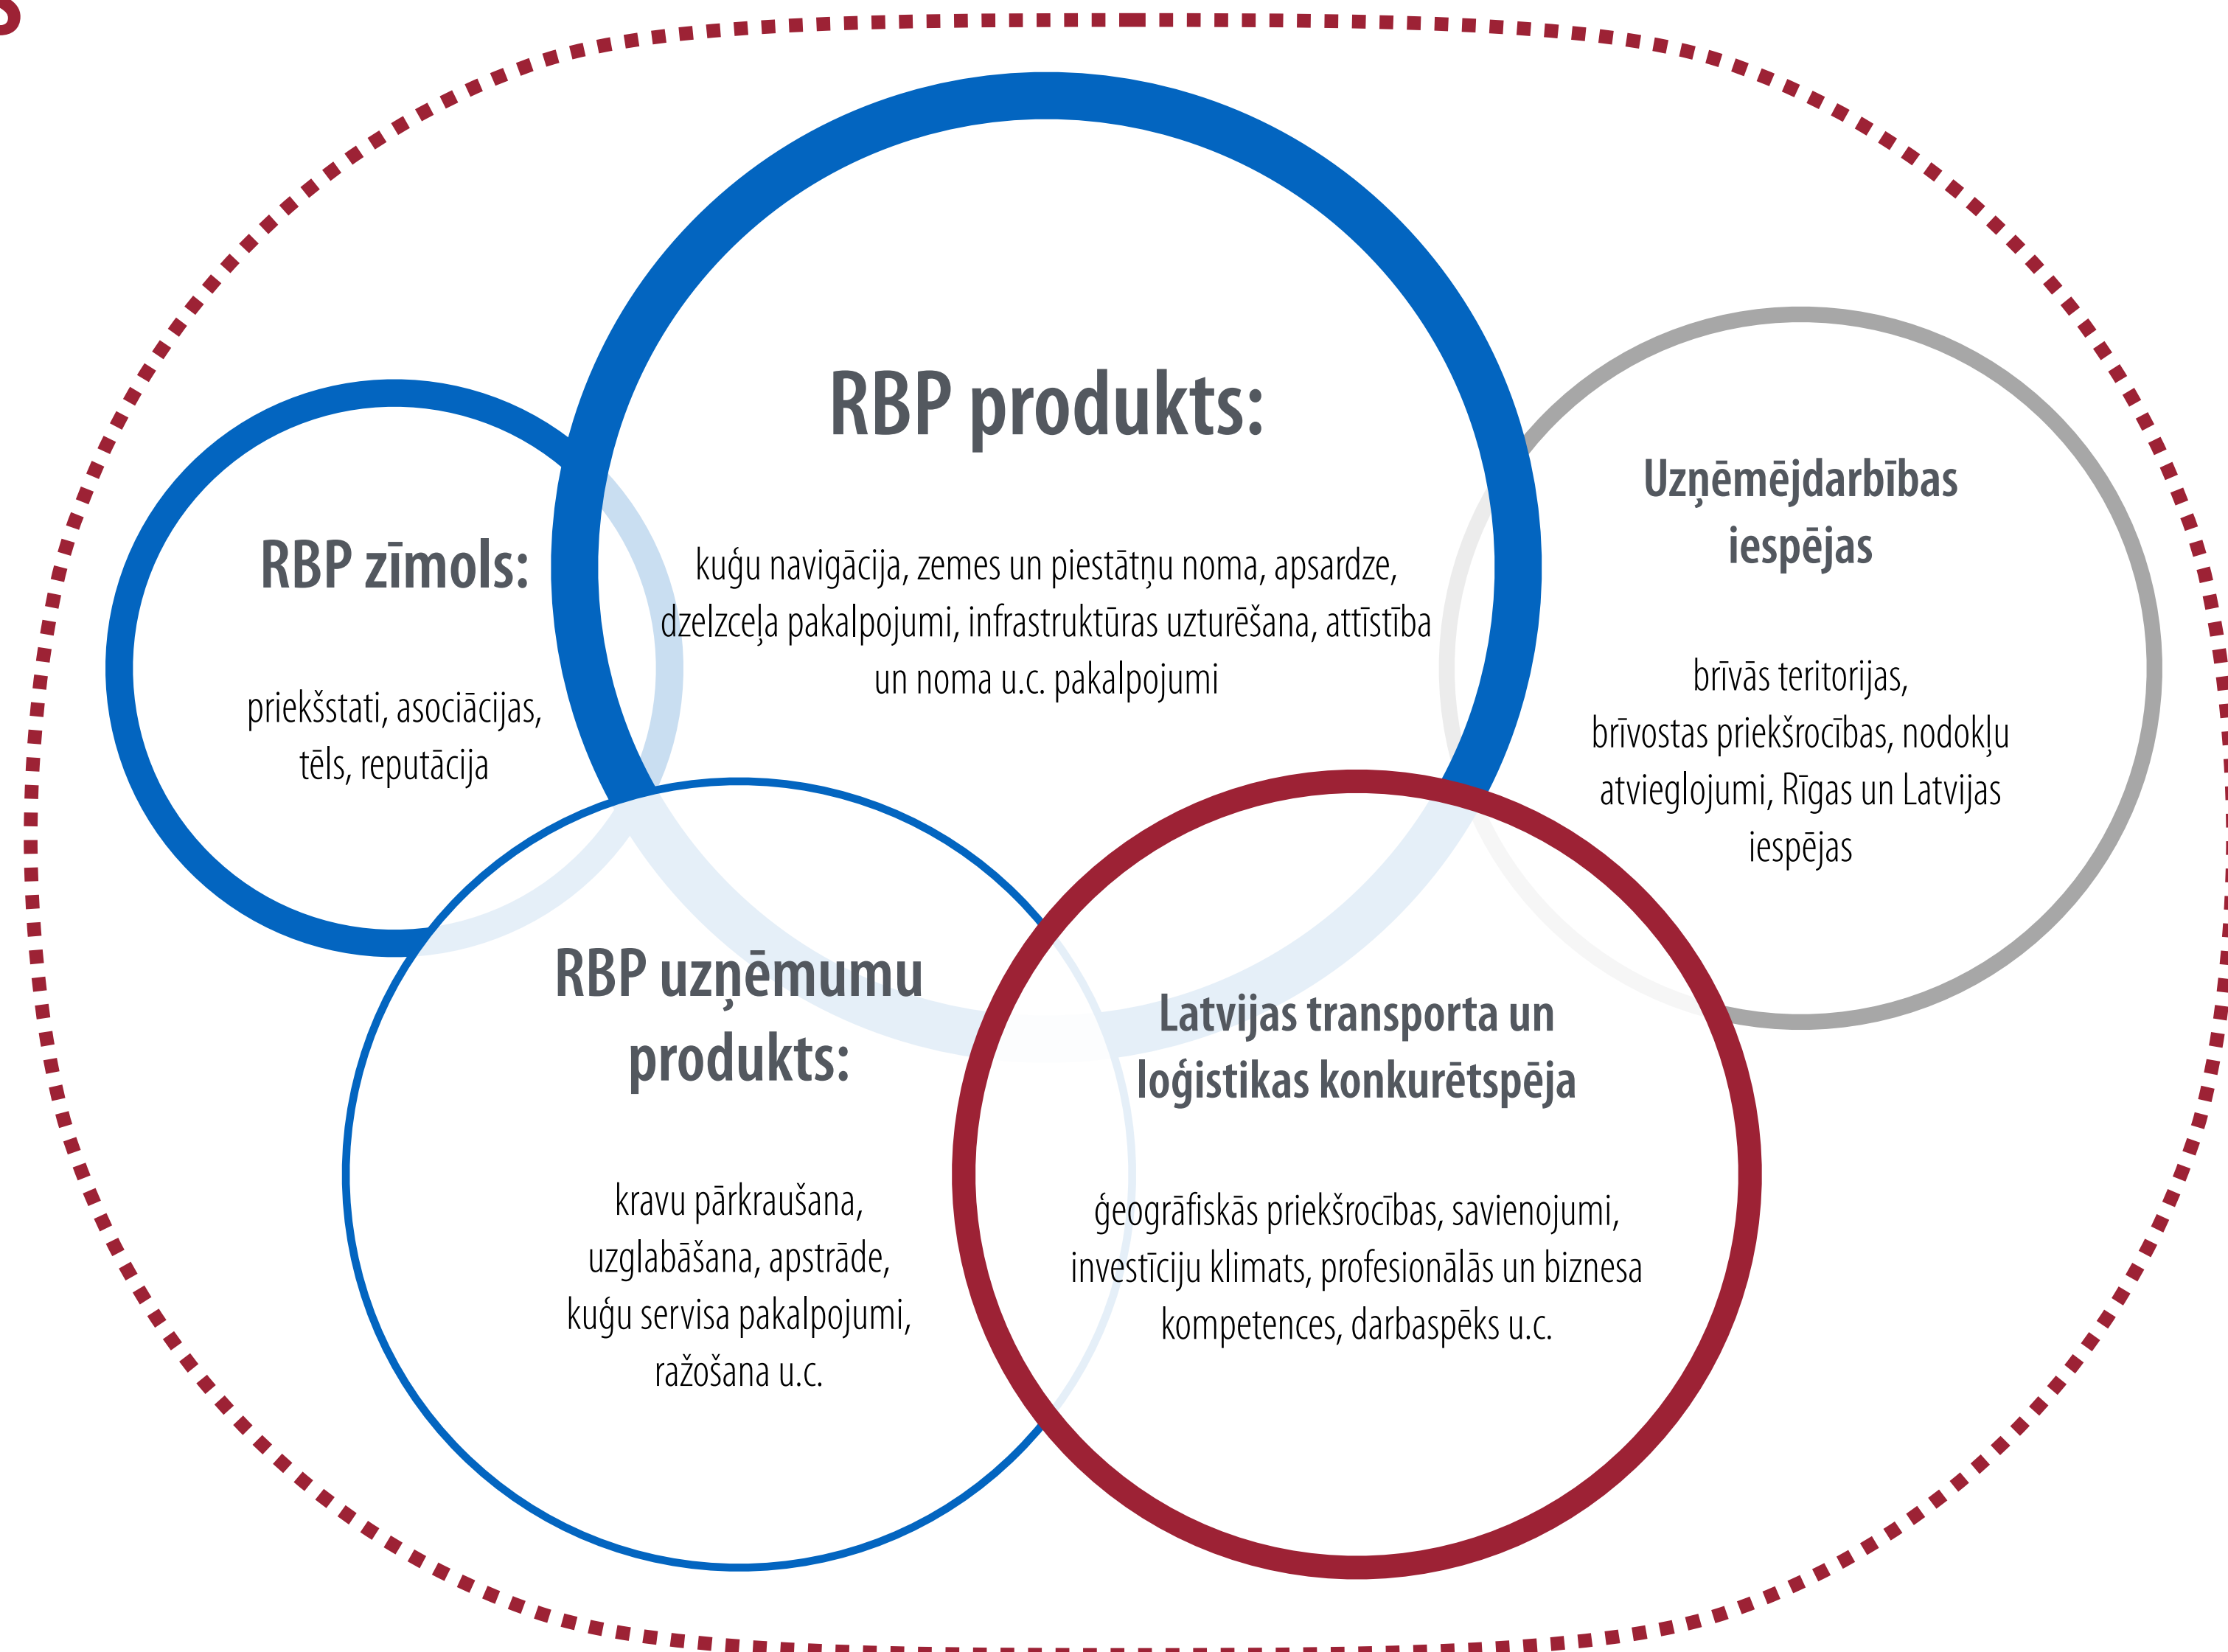 RBP produkts:
kuģu navigācija, zemes un piestātņu noma, apsardze,
dzelzceļa pakalpojumi, infrastruktūras uzturēšana, attīstība
un noma u.c. pakalpojumi
RBP zīmols:
priekšstati, asociācijas,
tēls, reputācija
Uzņēmējdarbības
iespējas
brīvās teritorijas,
brīvostas priekšrocības, nodokļu
atvieglojumi, Rīgas un Latvijas
iespējas
RBP uzņēmumu
produkts:
kravu pārkraušana,
uzglabāšana, apstrāde,
kuģu servisa pakalpojumi,
ražošana u.c.
Latvijas transporta un
loģistikas konkurētspēja
ģeogrāfiskās priekšrocības, savienojumi,
investīciju klimats, profesionālās un biznesa
kompetences, darbaspēks u.c.